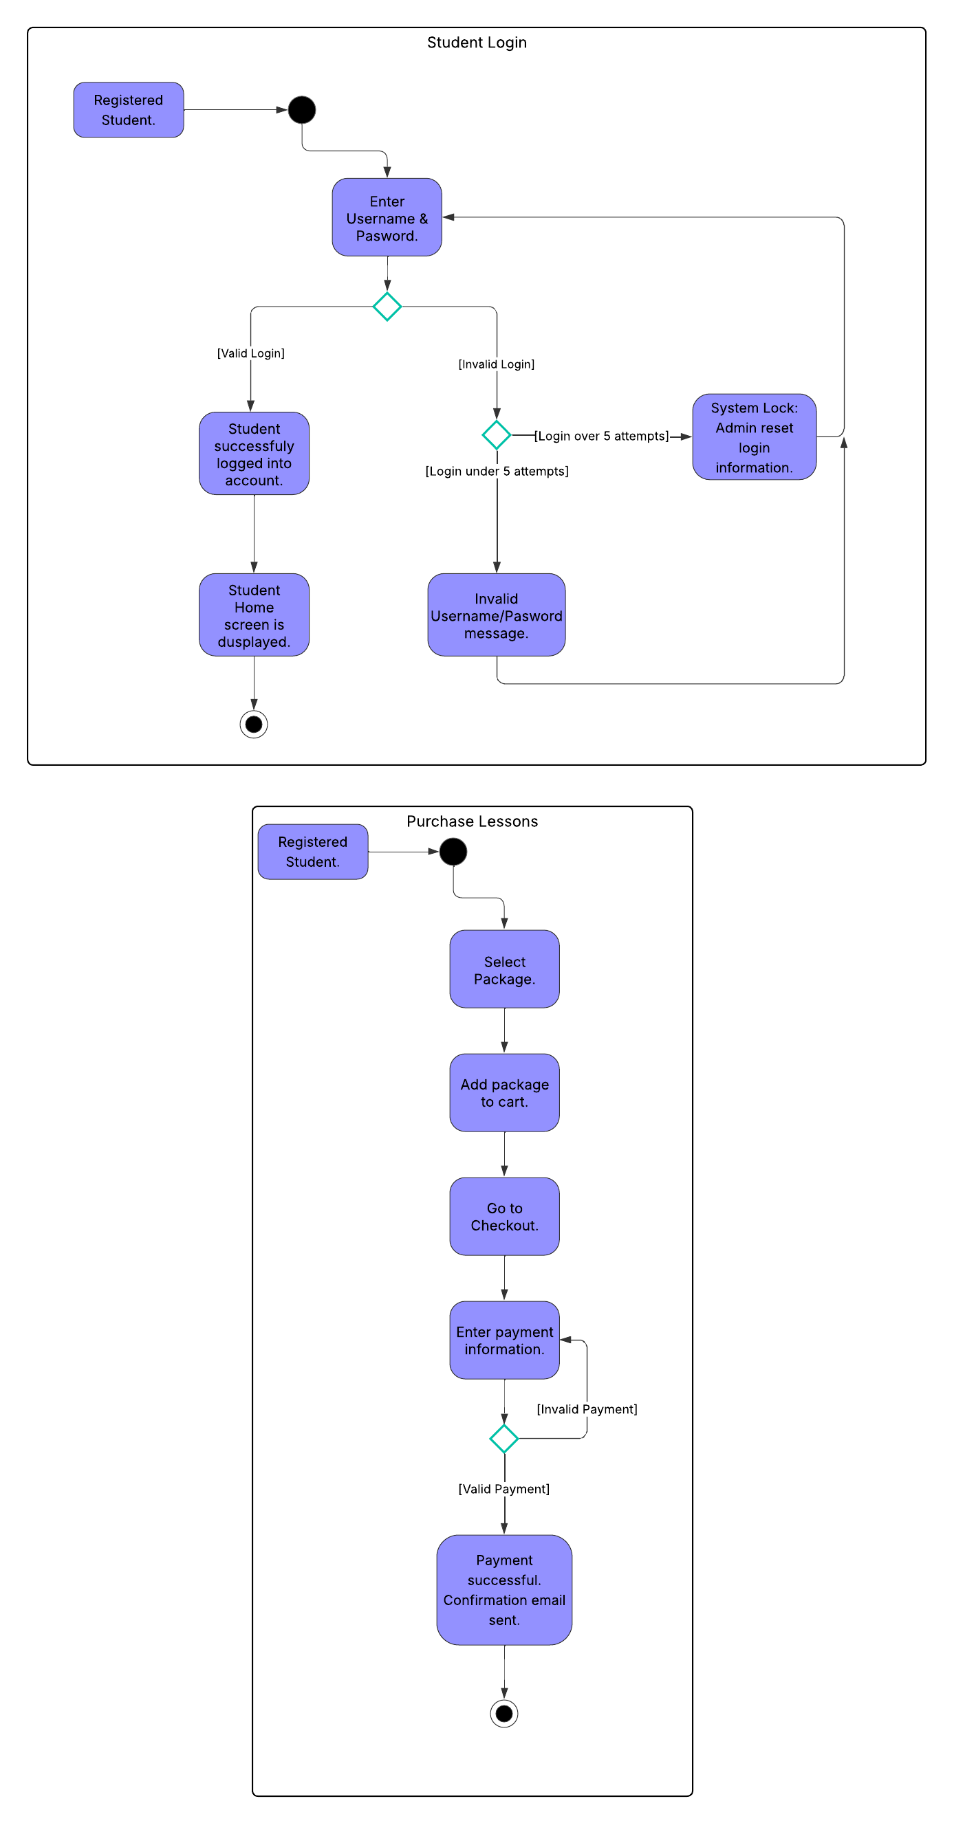 Student Login
Registered
Student.
Enter
Username &
Pasword.
[Valid Login]
[Invalid Login]
Student
successfuly
logged into
account.
[Login over 5 attempts]
System Lock:
Admin reset
login
information.
[Login under 5 attempts]
Student
Home
screen is
dusplayed.
Invalid
Username/Pasword
message.
Purchase Lessons
Registered
Student.
Select
Package.
Add package
to cart.
Go to
Checkout.
Enter payment
information.
[Invalid Payment]
[Valid Payment]
Payment
successful.
Confirmation email
sent.